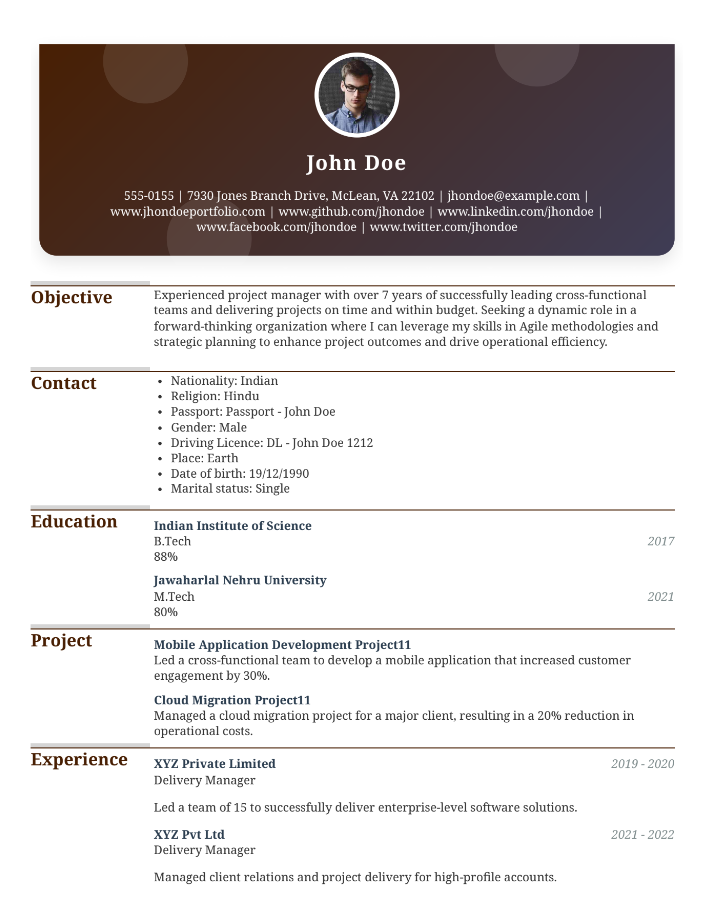 John Doe
555-0155 | 7930 Jones Branch Drive, McLean, VA 22102 | jhondoe@example.com |
www.jhondoeportfolio.com | www.github.com/jhondoe | www.linkedin.com/jhondoe |
www.facebook.com/jhondoe | www.twitter.com/jhondoe
Objective
Experienced project manager with over 7 years of successfully leading cross-functional
teams and delivering projects on time and within budget. Seeking a dynamic role in a
forward-thinking organization where I can leverage my skills in Agile methodologies and
strategic planning to enhance project outcomes and drive operational efficiency.
Contact
• Nationality: Indian
• Religion: Hindu
• Passport: Passport - John Doe
• Gender: Male
• Driving Licence: DL - John Doe 1212
• Place: Earth
• Date of birth: 19/12/1990
• Marital status: Single
Education
Indian Institute of Science
B.Tech 2017
88%
Jawaharlal Nehru University
M.Tech 2021
80%
Project
Mobile Application Development Project11
Led a cross-functional team to develop a mobile application that increased customer
engagement by 30%.
Cloud Migration Project11
Managed a cloud migration project for a major client, resulting in a 20% reduction in
operational costs.
Experience
XYZ Private Limited 2019 - 2020
Delivery Manager
Led a team of 15 to successfully deliver enterprise-level software solutions.
XYZ Pvt Ltd 2021 - 2022
Delivery Manager
Managed client relations and project delivery for high-profile accounts.